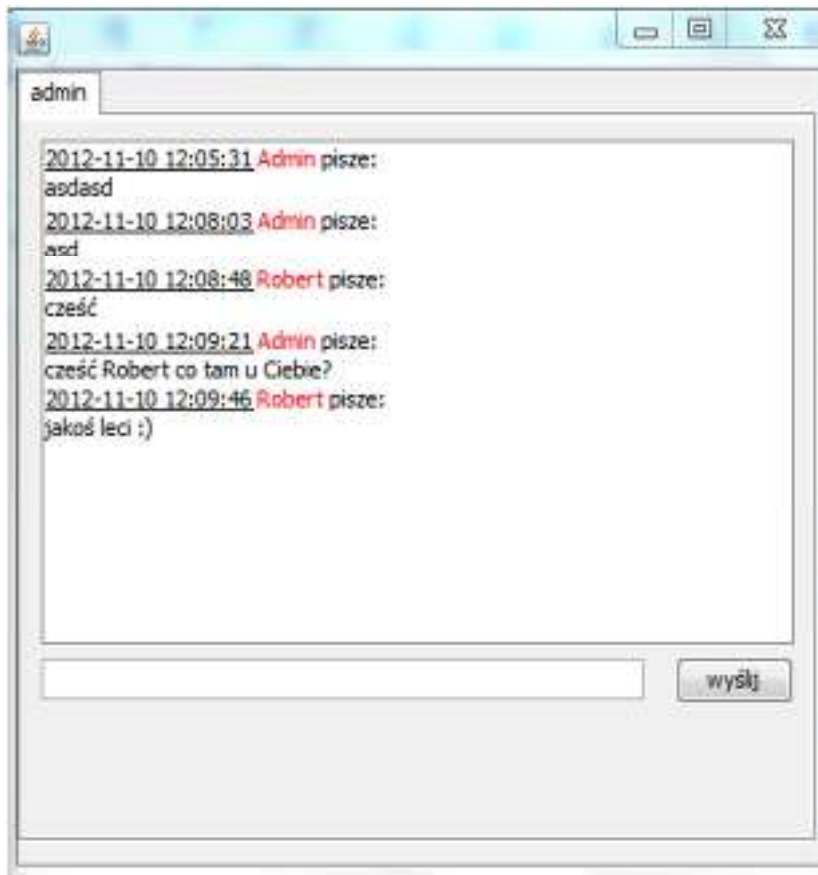 admin
2012-11-10 12:05:31 Admin pisze:
asdasd
2012-11-10 12:08:03 Admin pisze:
asd
2012-11-10 12:08:48 Robert pisze:
cześć
2012-11-10 12:09:21 Admin pisze:
cześć Robert co tam u Ciebie?
2012-11-10 12:09:46 Robert pisze:
jakoś leci :)
wyślij